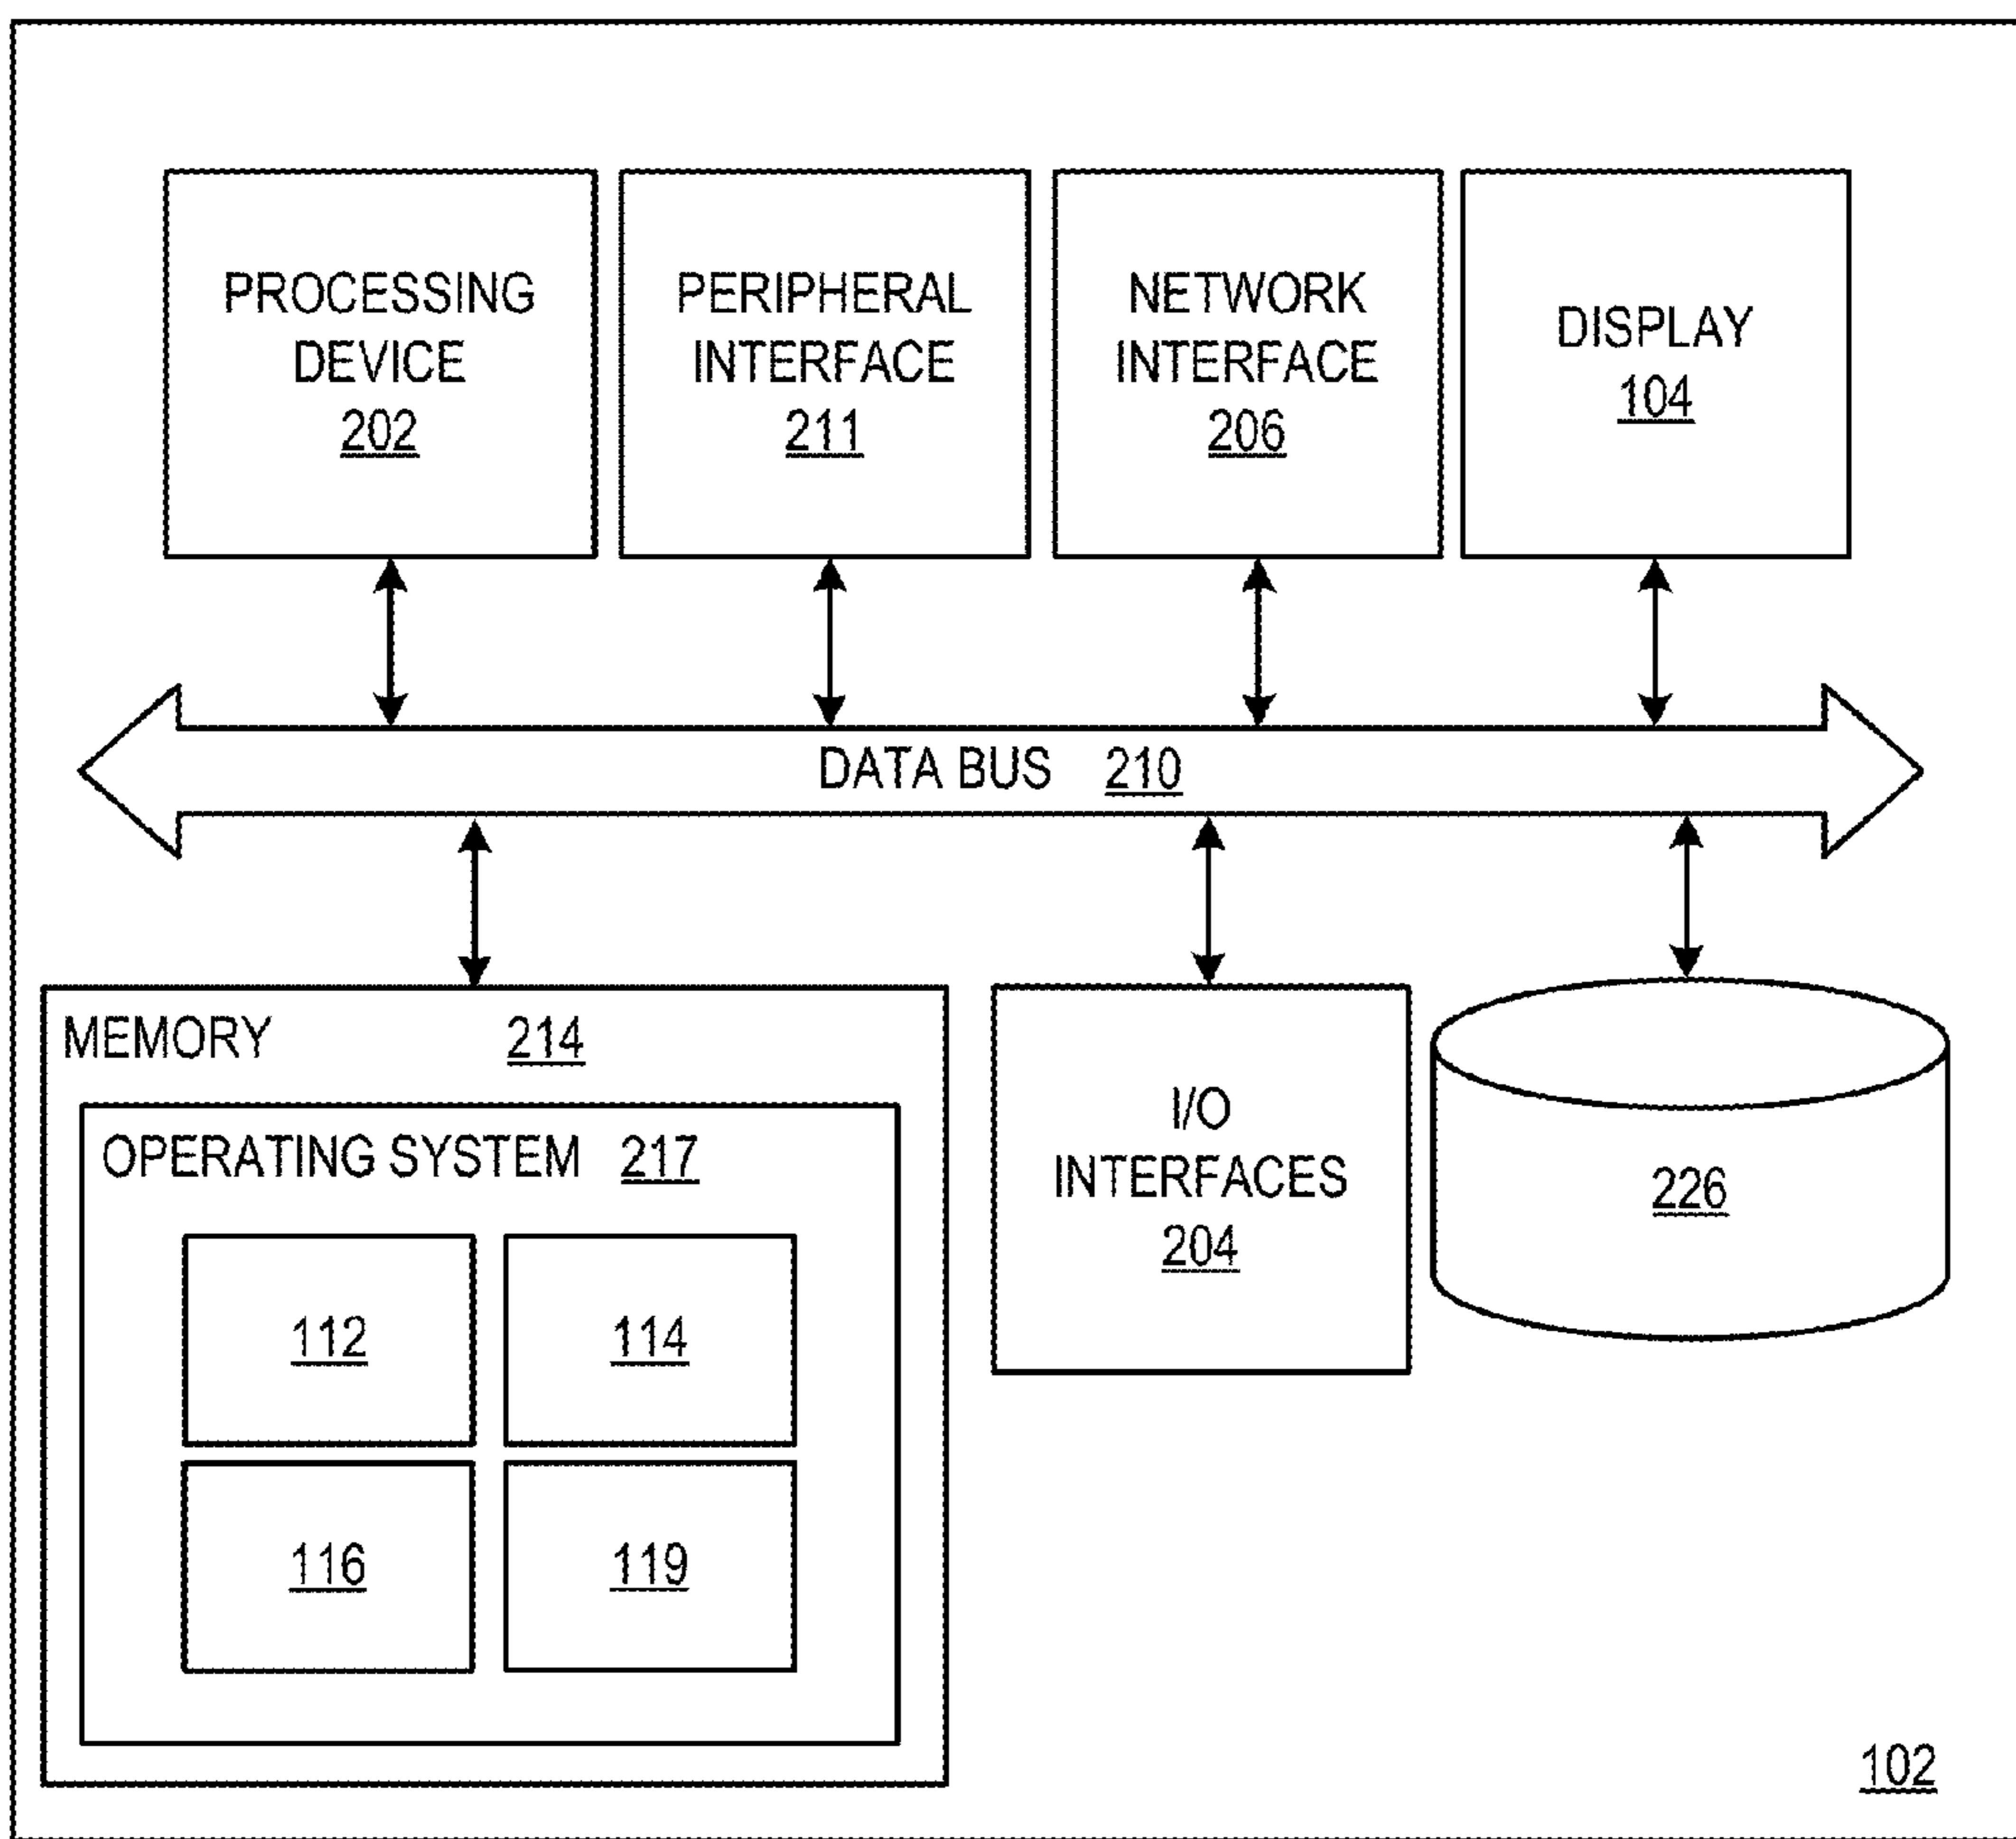 PROCESSING
DEVICE
202
PERIPHERAL
INTERFACE
211
NETWORK
INTERFACE
206
DISPLAY
104
DATA BUS 210
MEMORY 214
OPERATING SYSTEM 217
112
114
116
119
I/O
INTERFACES
204
226
102